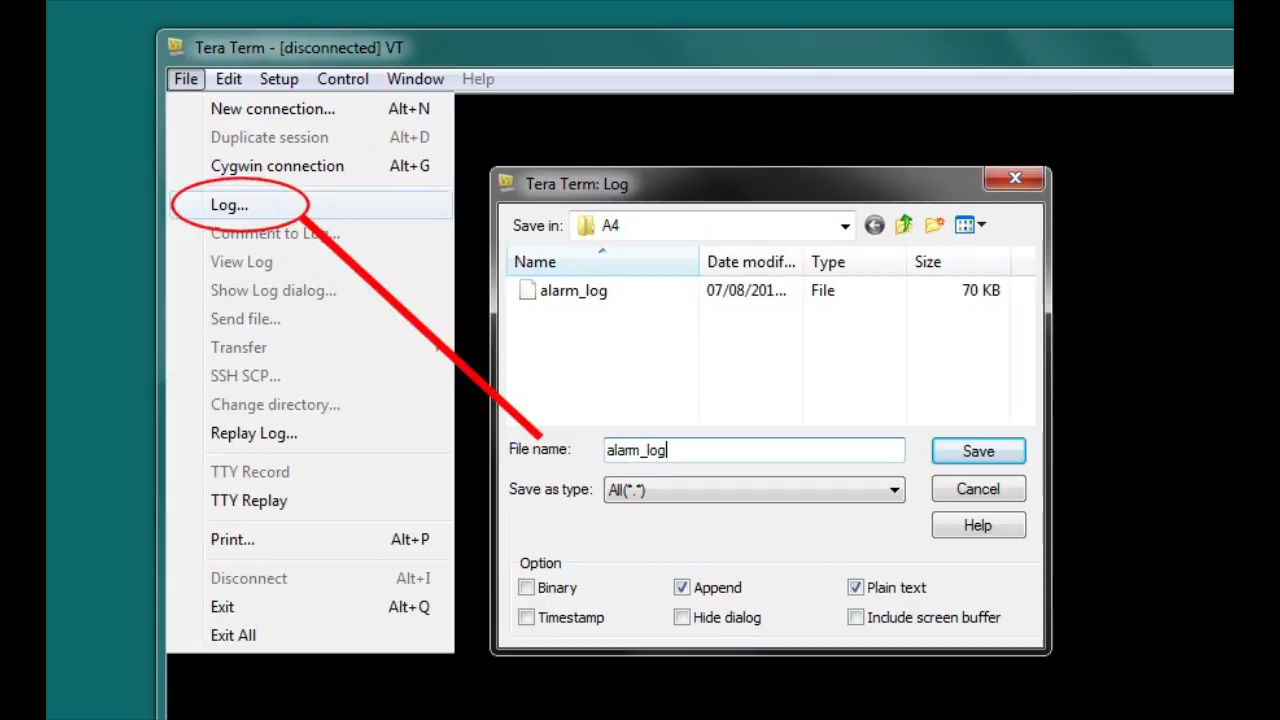 Tera Term - [disconnected] VT
File Edit Setup Control Window Help
New connection... Alt+N
Duplicate session Alt+D
Cygwin connection Alt+G
Log...
Comment to Log...
View Log
Show Log dialog...
Send file...
Transfer
SSH SCP...
Change directory...
Replay Log...
TTY Record
TTY Replay
Print... Alt+P
Disconnect Alt+I
Exit Alt+Q
Exit All
Tera Term: Log
Save in: A4
Name Date modif... Type Size
alarm_log 07/08/201... File 70 KB
File name: alarm_log Save
Save as type: All(*.*) Cancel
Help
Option
Binary Append Plain text
Timestamp Hide dialog Include screen buffer